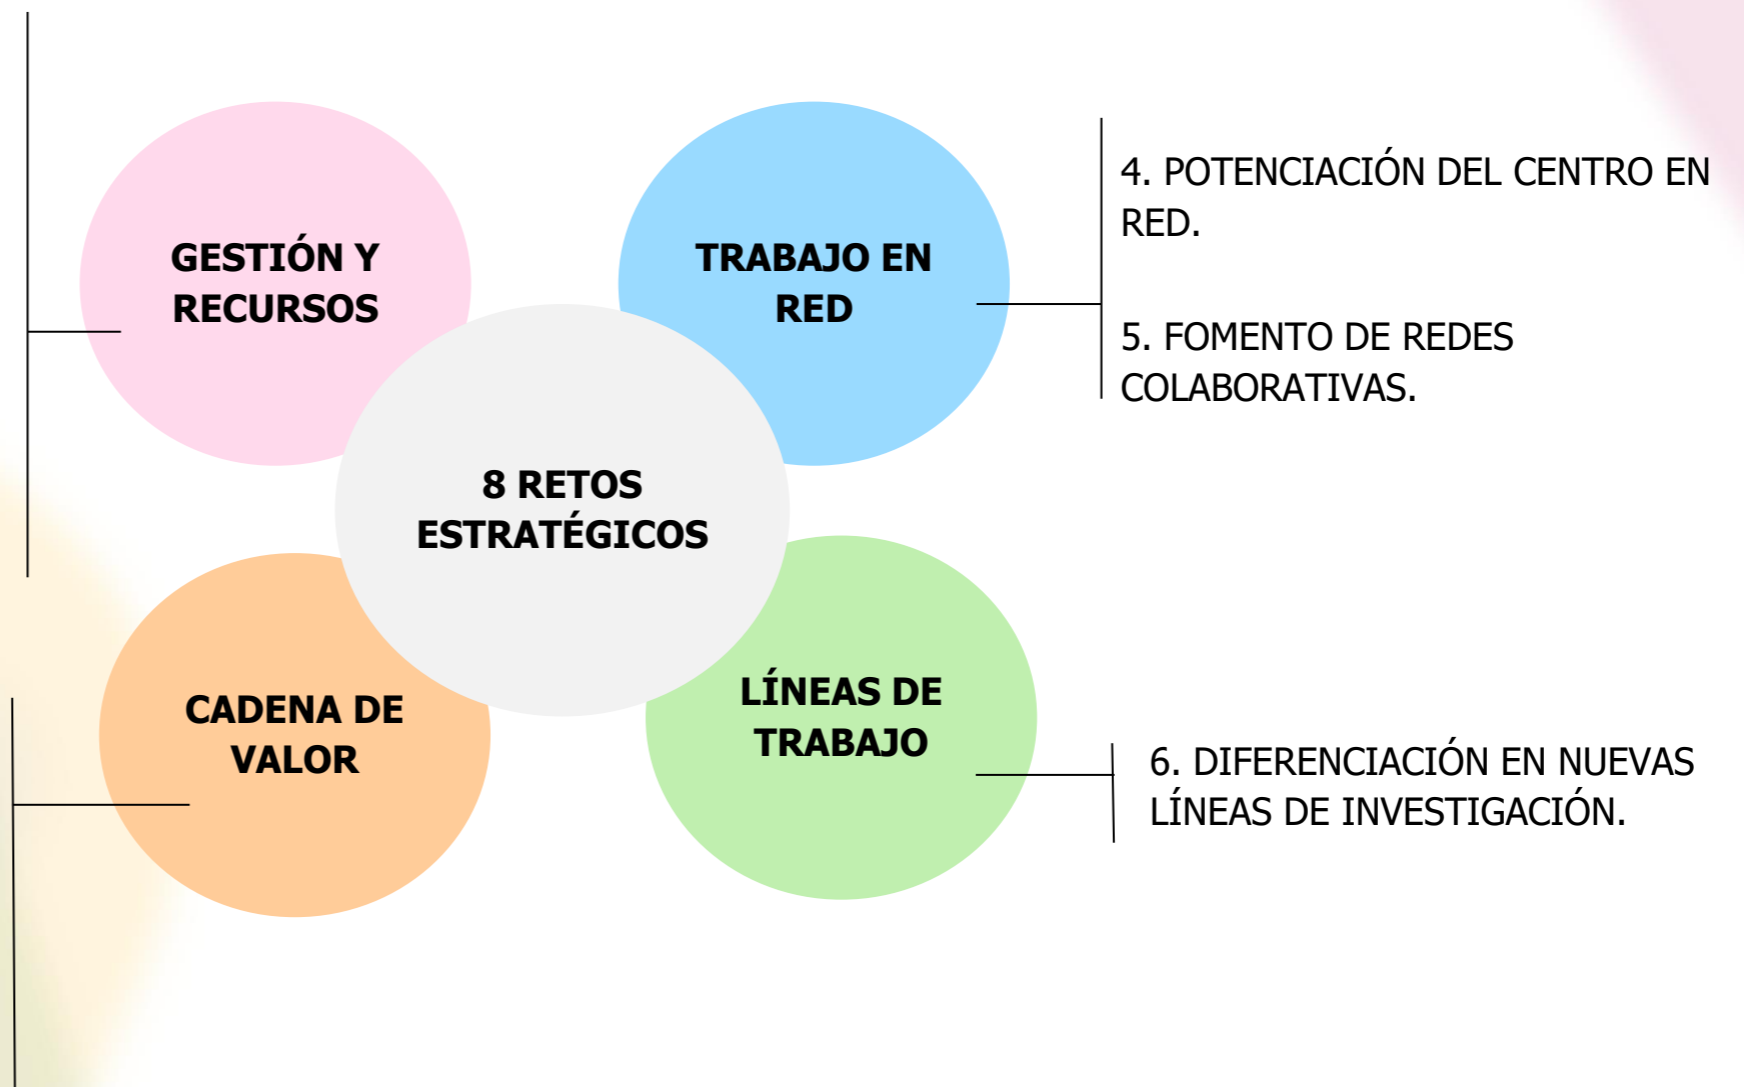 GESTIÓN Y
RECURSOS
TRABAJO EN
RED
4. POTENCIACIÓN DEL CENTRO EN
RED.
5. FOMENTO DE REDES
COLABORATIVAS.
8 RETOS
ESTRATÉGICOS
CADENA DE
VALOR
LÍNEAS DE
TRABAJO
6. DIFERENCIACIÓN EN NUEVAS
LÍNEAS DE INVESTIGACIÓN.